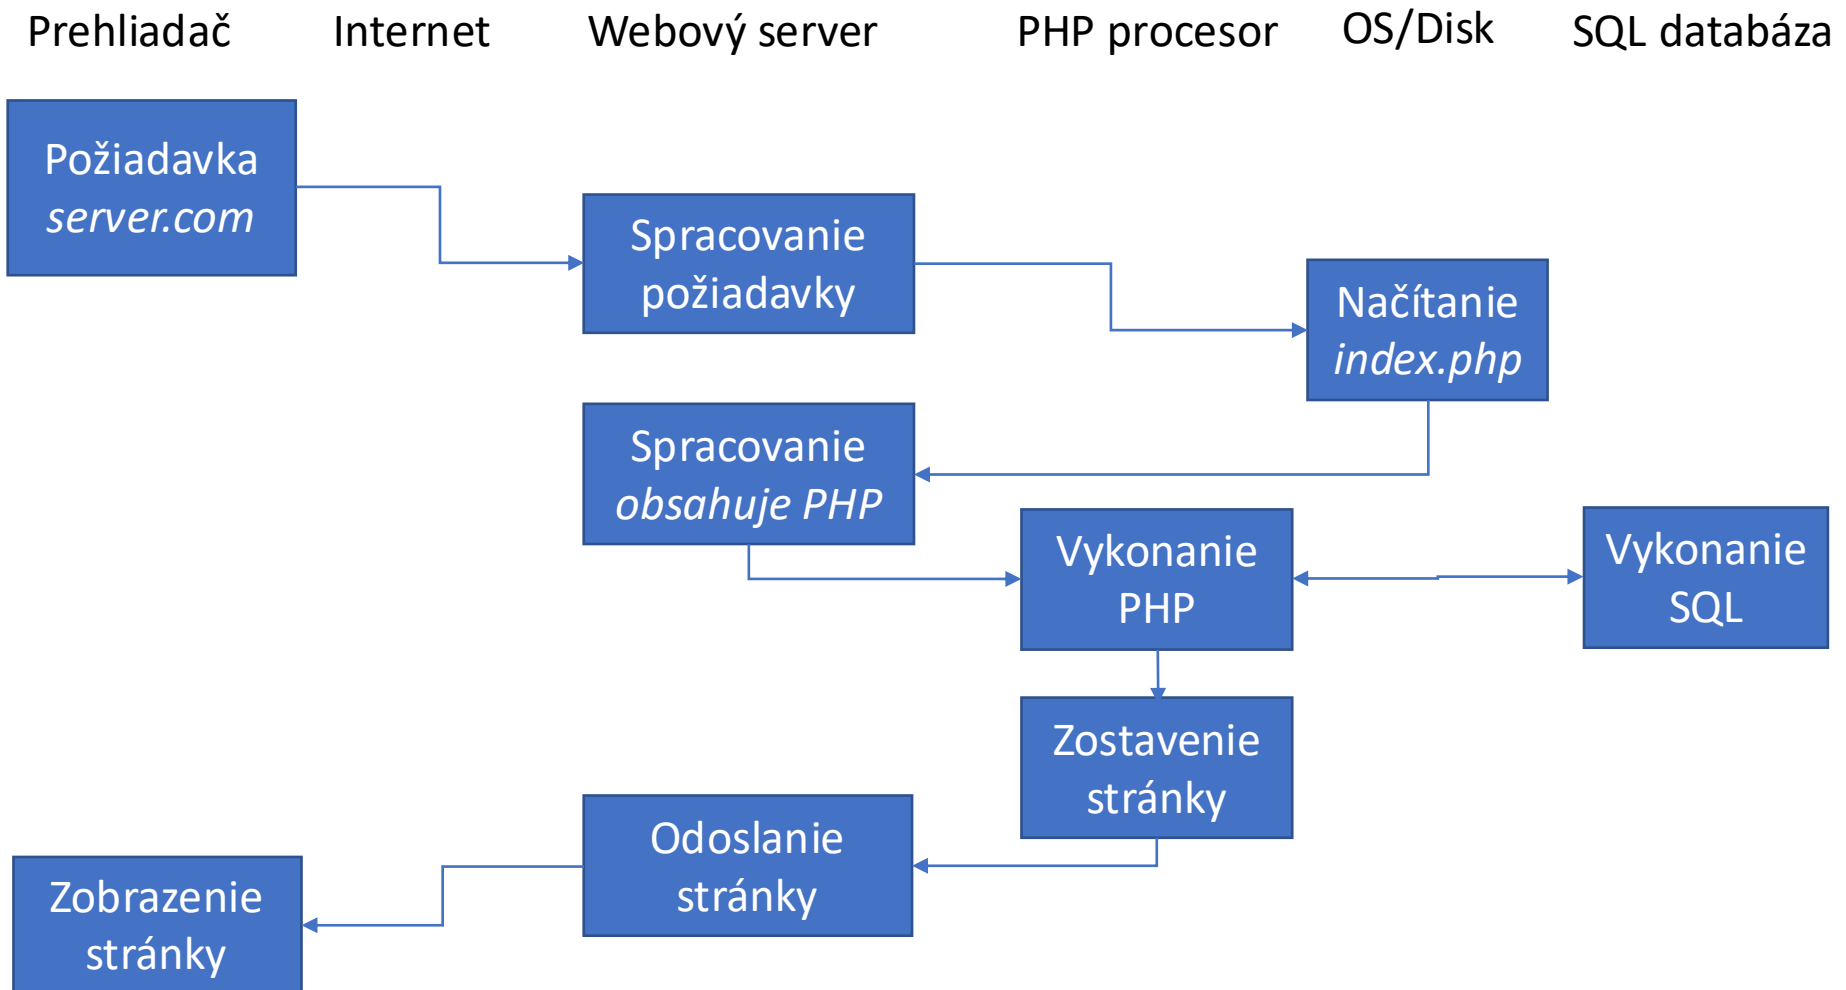 Prehliadač
Internet
Webový server
PHP procesor
OS/Disk
SQL databáza
Požiadavka
server.com
Spracovanie
požiadavky
Načítanie
index.php
Spracovanie
obsahuje PHP
Vykonanie
PHP
Vykonanie
SQL
Zostavenie
stránky
Odoslanie
stránky
Zobrazenie
stránky